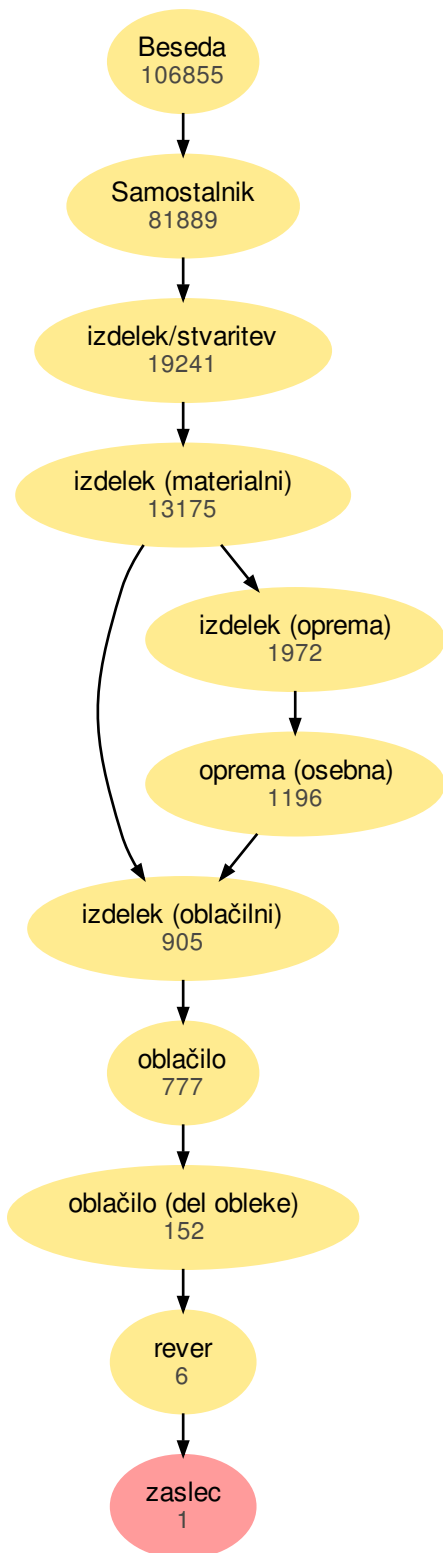 Beseda
106855
Samostalnik
81889
izdelek/stvaritev
19241
izdelek (materialni)
13175
izdelek (oprema)
1972
oprema (osebna)
1196
izdelek (oblačilni)
905
oblačilo
777
oblačilo (del obleke)
152
rever
6
zaslec
1